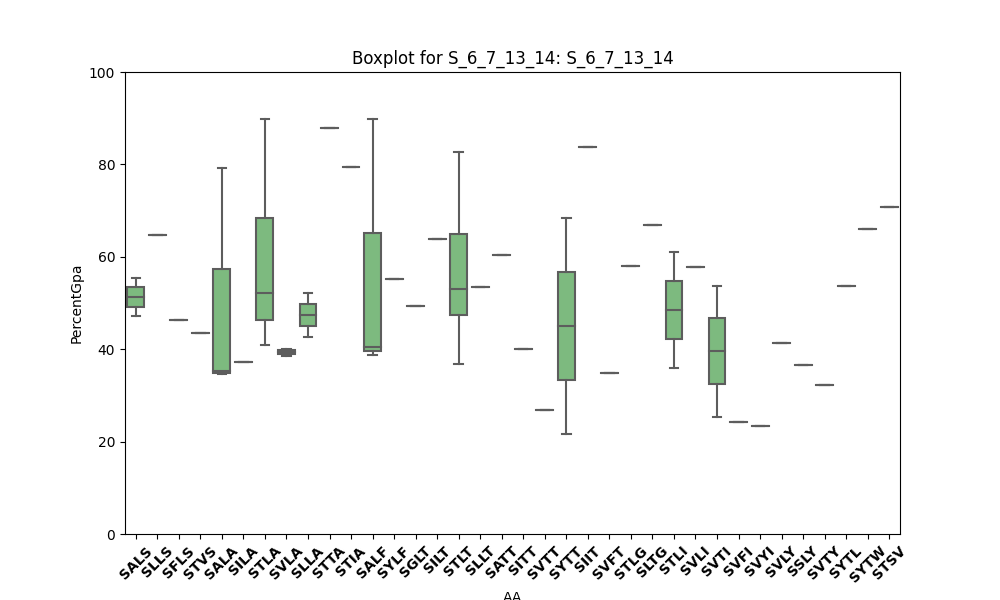 Boxplot for S_6_7_13_14: S_6_7_13_14
100
80
60
40
20
0
PercentGpa
SALS SLLS SFLS STVS SALA SILA STLA SVLA SLLA STTA STIA SALF SYLF SGLT SILT STLT SLLT SATT SITT SVTT SYTT SIIT SVFT STLG SLTG STLI SVLI SVTI SVFI SVYI SVLY SSLY SVTY SYTL SYTW STSV
AA